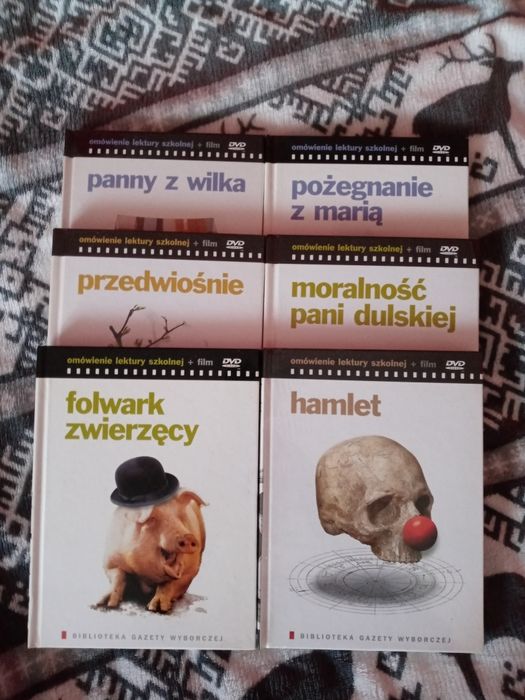 omówienie lektury szkolnej + film DVD
panny z wilka
omówienie lektury szkolnej + film DVD
pożegnanie
z marią
omówienie lektury szkolnej + film DVD
przedwiośnie
omówienie lektury szkolnej + film DVD
moralność
pani dulskiej
omówienie lektury szkolnej + film DVD
folwark
zwierzęcy
BIBLIOTEKA GAZETY WYBORCZEJ
omówienie lektury szkolnej + film DVD
hamlet
BIBLIOTEKA GAZETY WYBORCZEJ